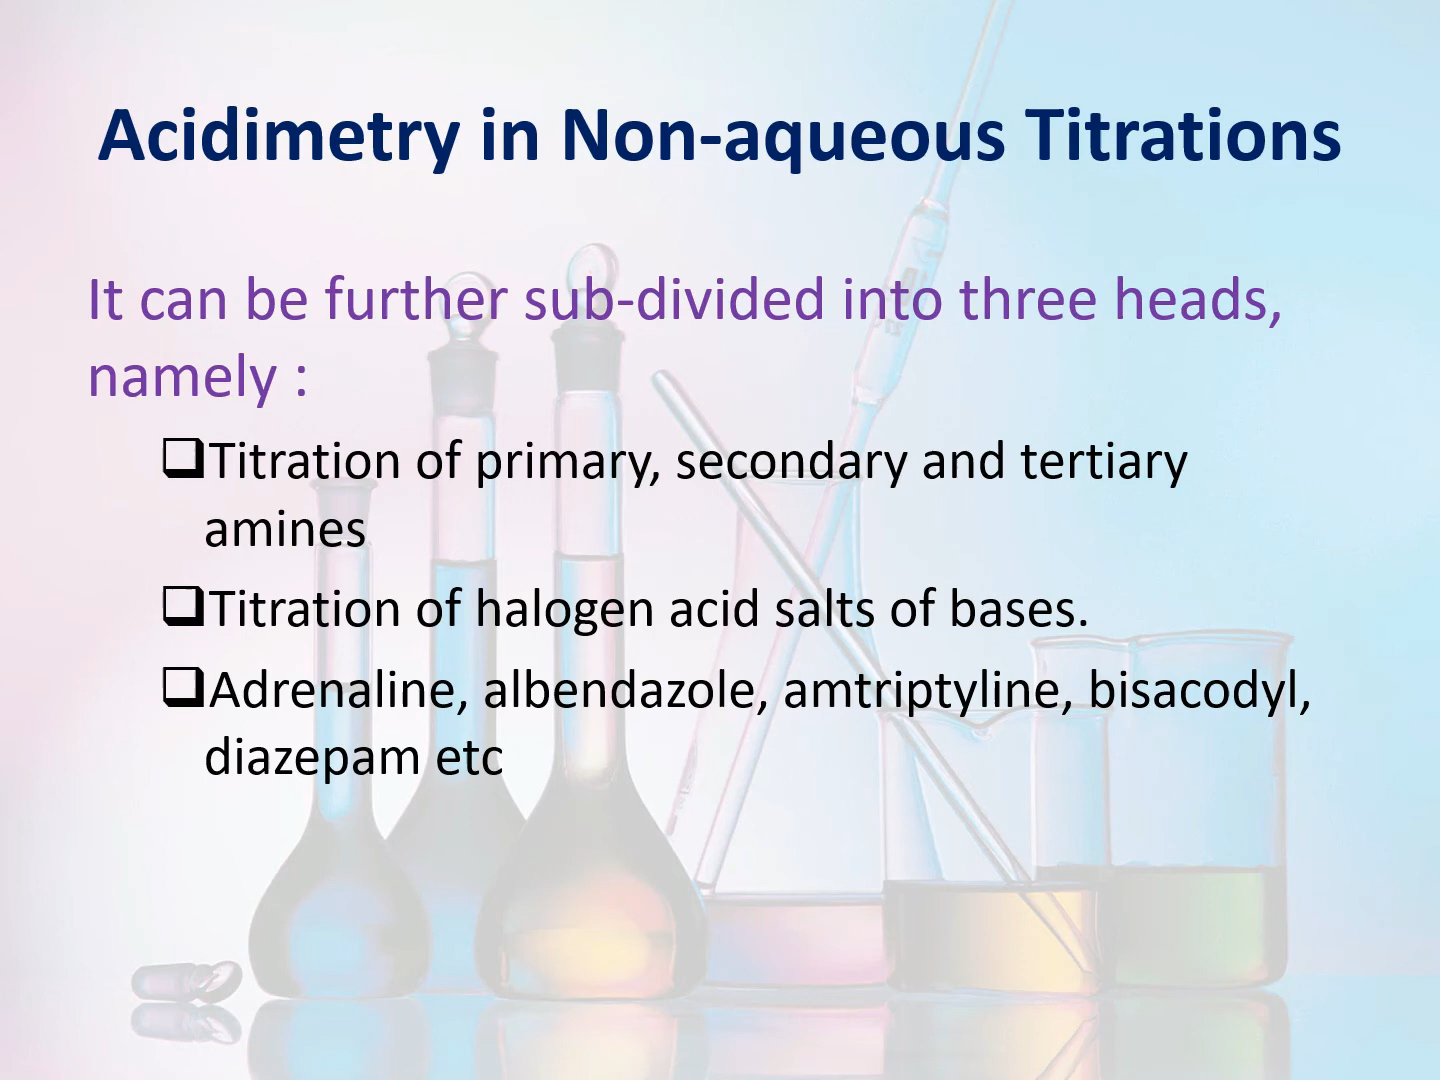 Acidimetry in Non-aqueous Titrations
It can be further sub-divided into three heads,
namely :
❑Titration of primary, secondary and tertiary
amines
❑Titration of halogen acid salts of bases.
❑Adrenaline, albendazole, amtriptyline, bisacodyl,
diazepam etc